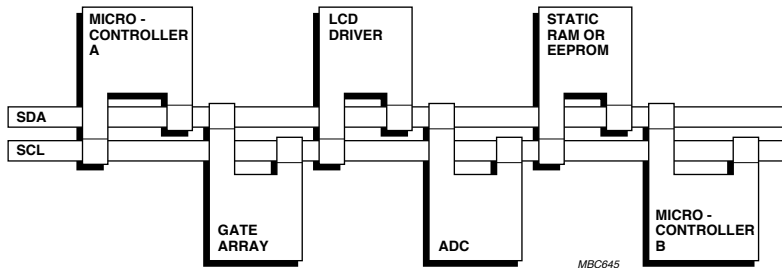 MICRO -
CONTROLLER
A
LCD
DRIVER
STATIC
RAM OR
EEPROM
SDA
SCL
GATE
ARRAY
ADC
MICRO -
CONTROLLER
B
MBC645